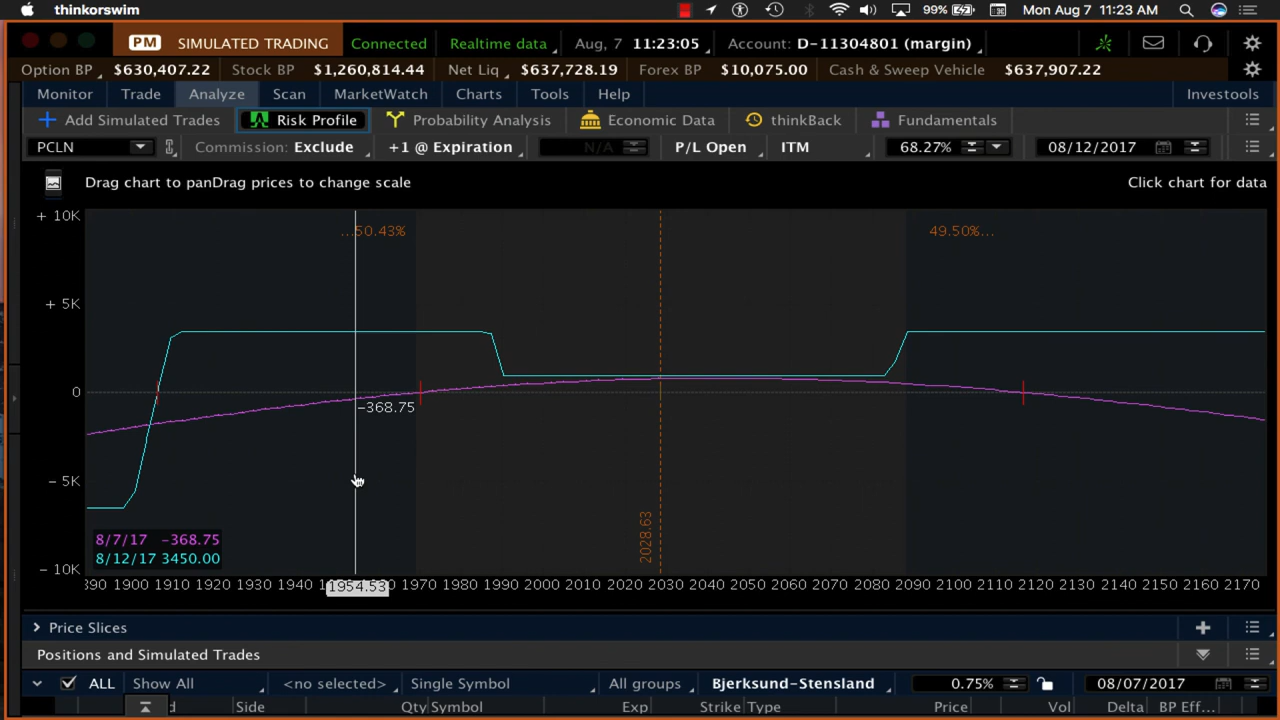 thinkorswim 99% Mon Aug 7 11:23 AM
PM SIMULATED TRADING Connected Realtime data Aug, 7 11:23:05 Account: D-11304801 (margin)
Option BP $630,407.22 Stock BP $1,260,814.44 Net Liq $637,728.19 Forex BP $10,075.00 Cash & Sweep Vehicle $637,907.22
Monitor Trade Analyze Scan MarketWatch Charts Tools Help Investools
Add Simulated Trades Risk Profile Probability Analysis Economic Data thinkBack Fundamentals
PCLN Commission: Exclude +1 @ Expiration N/A P/L Open ITM 68.27% 08/12/2017
Drag chart to panDrag prices to change scale Click chart for data
+ 10K
...50.43% 49.50%...
+ 5K
0
-368.75
- 5K
2028.63
8/7/17 -368.75
8/12/17 3450.00
- 10K
1900 1910 1920 1930 1940 1954.53 1970 1980 1990 2000 2010 2020 2030 2040 2050 2060 2070 2080 2090 2100 2110 2120 2130 2140 2150 2160 2170
Price Slices
Positions and Simulated Trades
ALL Show All <no selected> Single Symbol All groups Bjerksund-Stensland 0.75% 08/07/2017
Side Qty Symbol Exp Strike Type Price Vol Delta BP Eff...